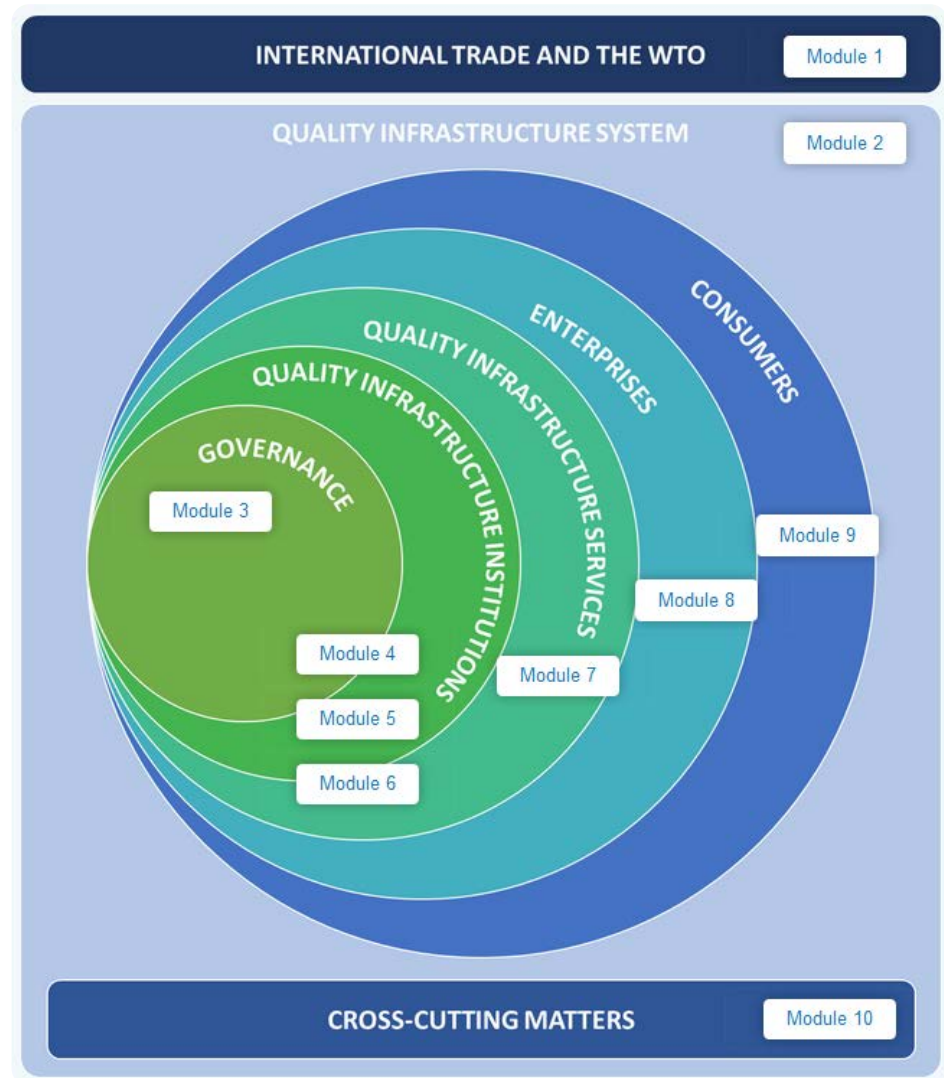 INTERNATIONAL TRADE AND THE WTO
Module 1
QUALITY INFRASTRUCTURE SYSTEM
Module 2
CONSUMERS
ENTERPRISES
QUALITY INFRASTRUCTURE SERVICES
QUALITY INFRASTRUCTURE INSTITUTIONS
GOVERNANCE
Module 3
Module 9
Module 8
Module 4
Module 7
Module 5
Module 6
CROSS-CUTTING MATTERS
Module 10